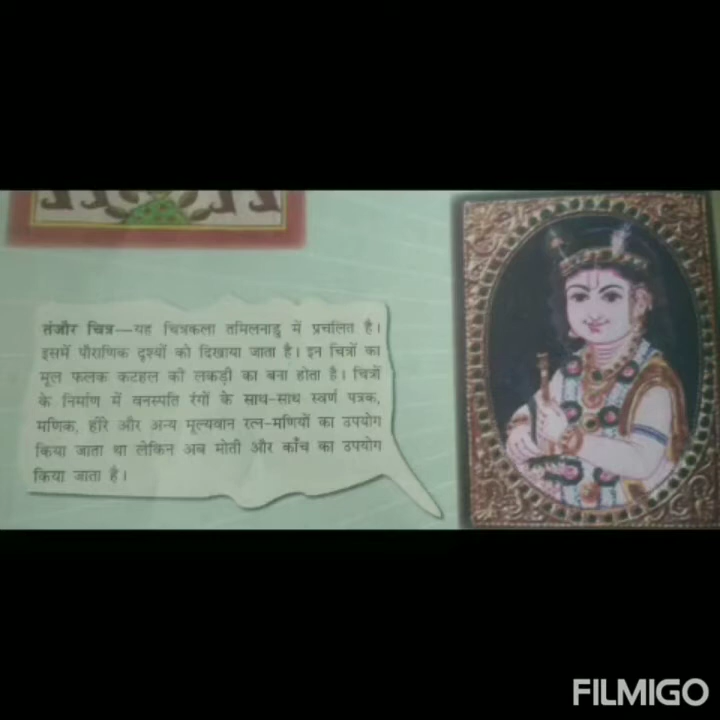 तंजौर चित्र—यह चित्रकला तमिलनाडु में प्रचलित है।
इसमें पौराणिक दृश्यों को दिखाया जाता है। इन चित्रों का
मूल फलक कटहल की लकड़ी का बना होता है। चित्रों
के निर्माण में वनस्पति रंगों के साथ-साथ स्वर्ण पत्रक,
मणिक, हीरे और अन्य मूल्यवान रत्न-मणियों का उपयोग
किया जाता था लेकिन अब मोती और काँच का उपयोग
किया जाता है।
FILMIGO